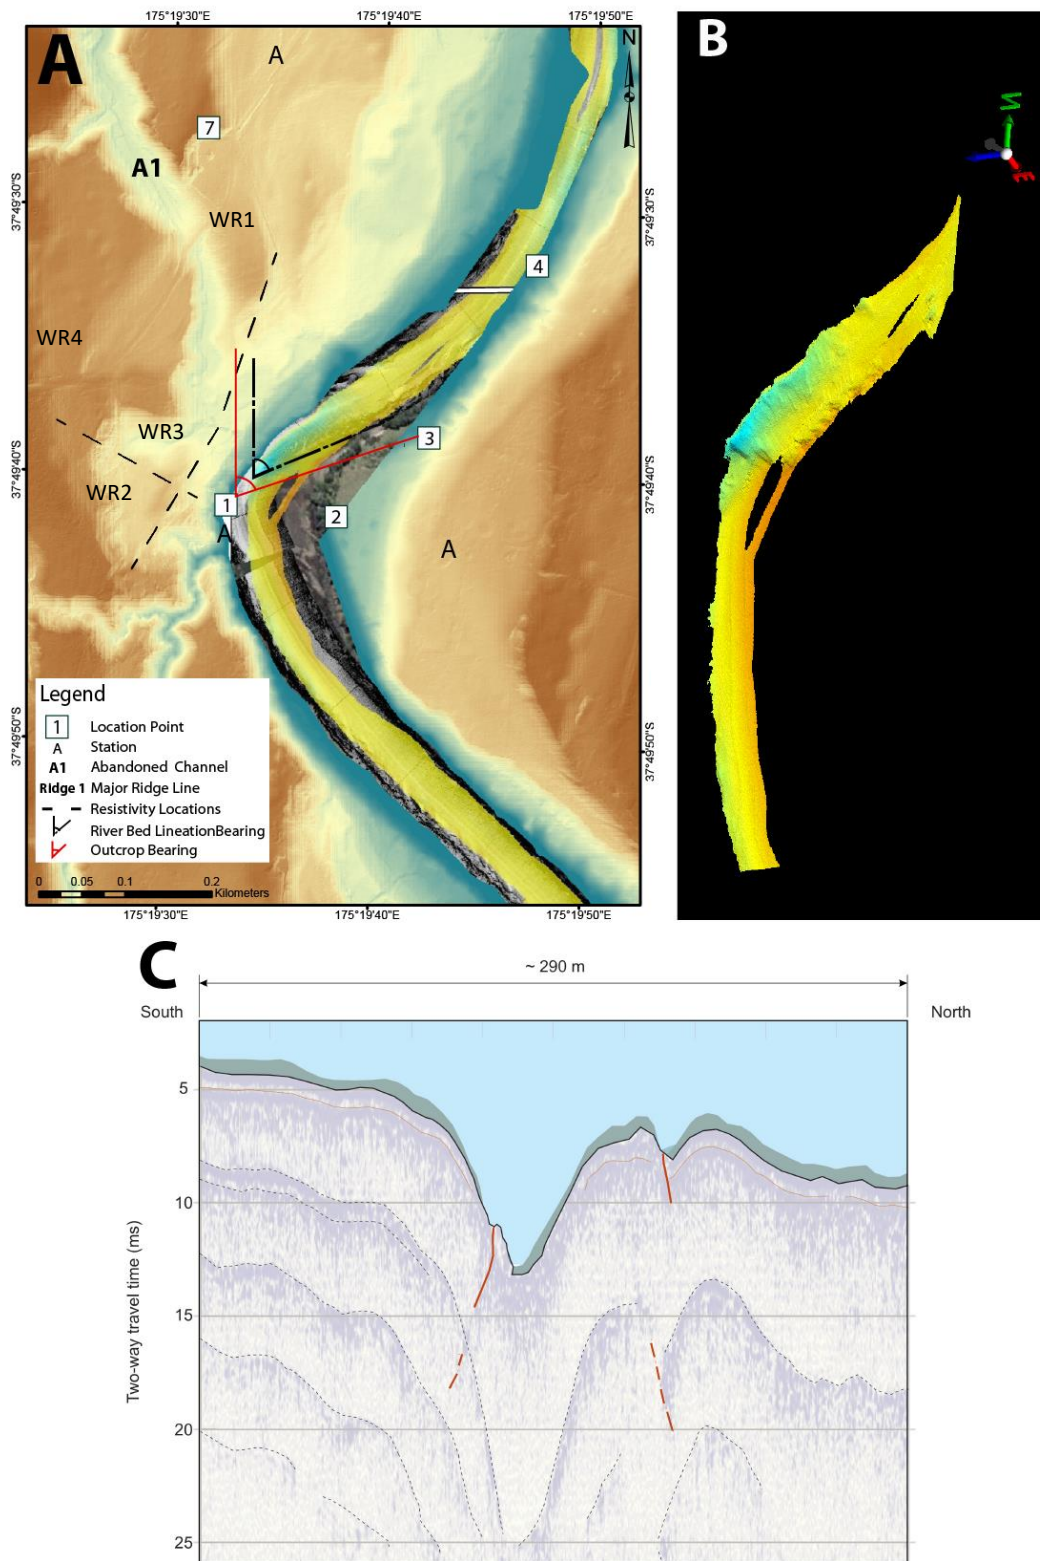 175°19'30"E 175°19'40"E 175°19'50"E
A
B
N
A
7
A1
WR1
37°49'30"S
37°49'30"S
4
WR4
WR3
3
37°49'40"S
37°49'40"S
WR2
1
2
A
A
37°49'50"S
37°49'50"S
Legend
1 Location Point
A Station
A1 Abandoned Channel
Ridge 1 Major Ridge Line
Resistivity Locations
River Bed LineationBearing
Outcrop Bearing
0 0.05 0.1 0.2
Kilometers
175°19'30"E 175°19'40"E 175°19'50"E
N
E
C
~ 290 m
South
North
5
10
15
20
25
Two-way travel time (ms)